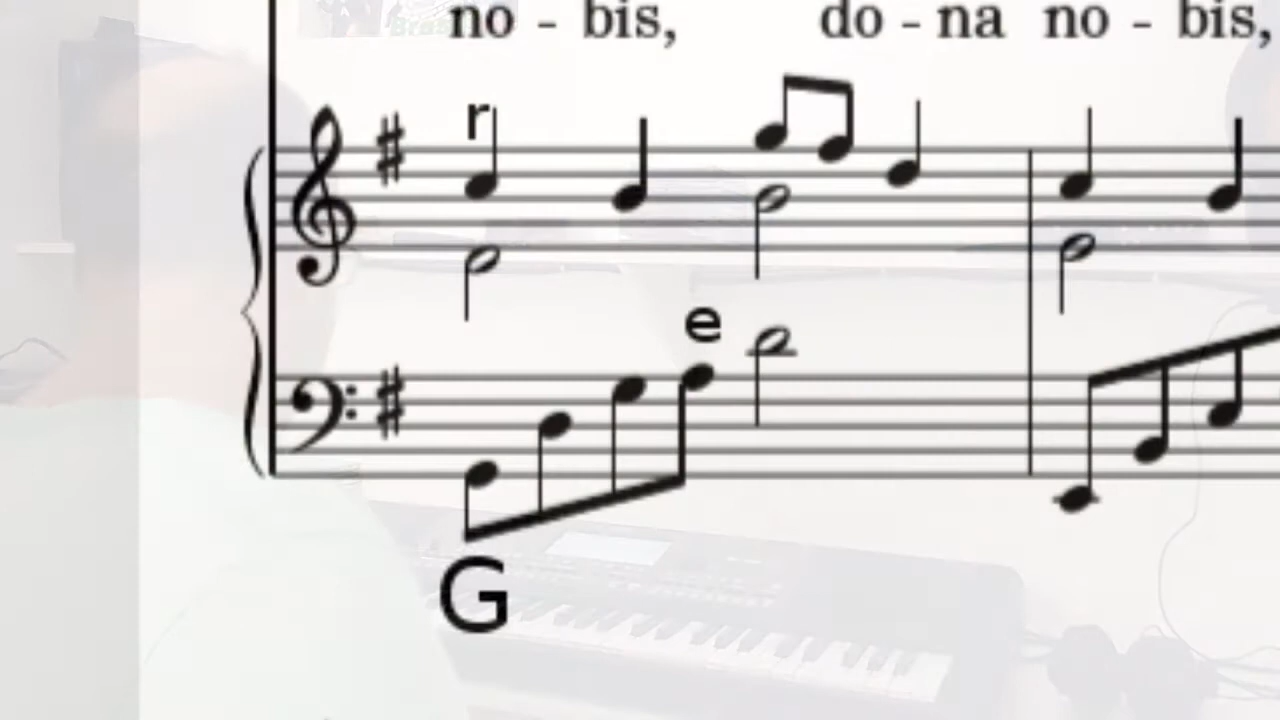 no - bis, do - na no - bis,
r
e
G